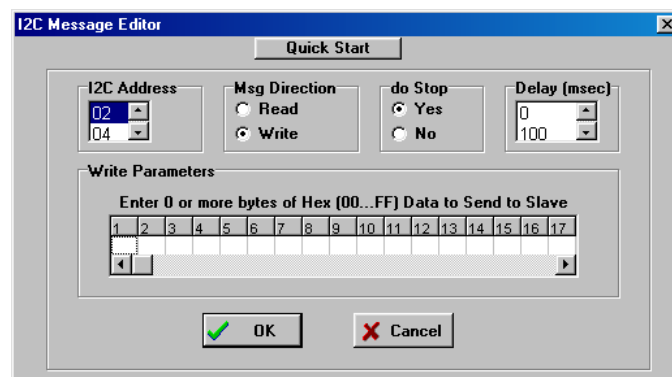 I2C Message Editor
Quick Start
I2C Address Msg Direction do Stop Delay (msec)
02 Read Yes 0
04 Write No 100
Write Parameters
Enter 0 or more bytes of Hex (00...FF) Data to Send to Slave
1 2 3 4 5 6 7 8 9 10 11 12 13 14 15 16 17
OK Cancel